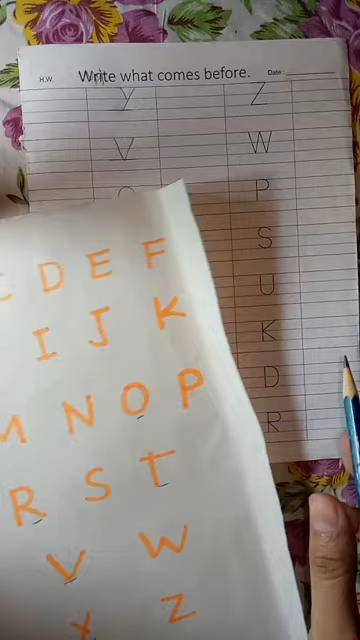 H.W. Write what comes before. Date :
Y Z
V W
P
S
U
K
D
R
D E F
I J K
M N O P
R S T
V W
Y Z